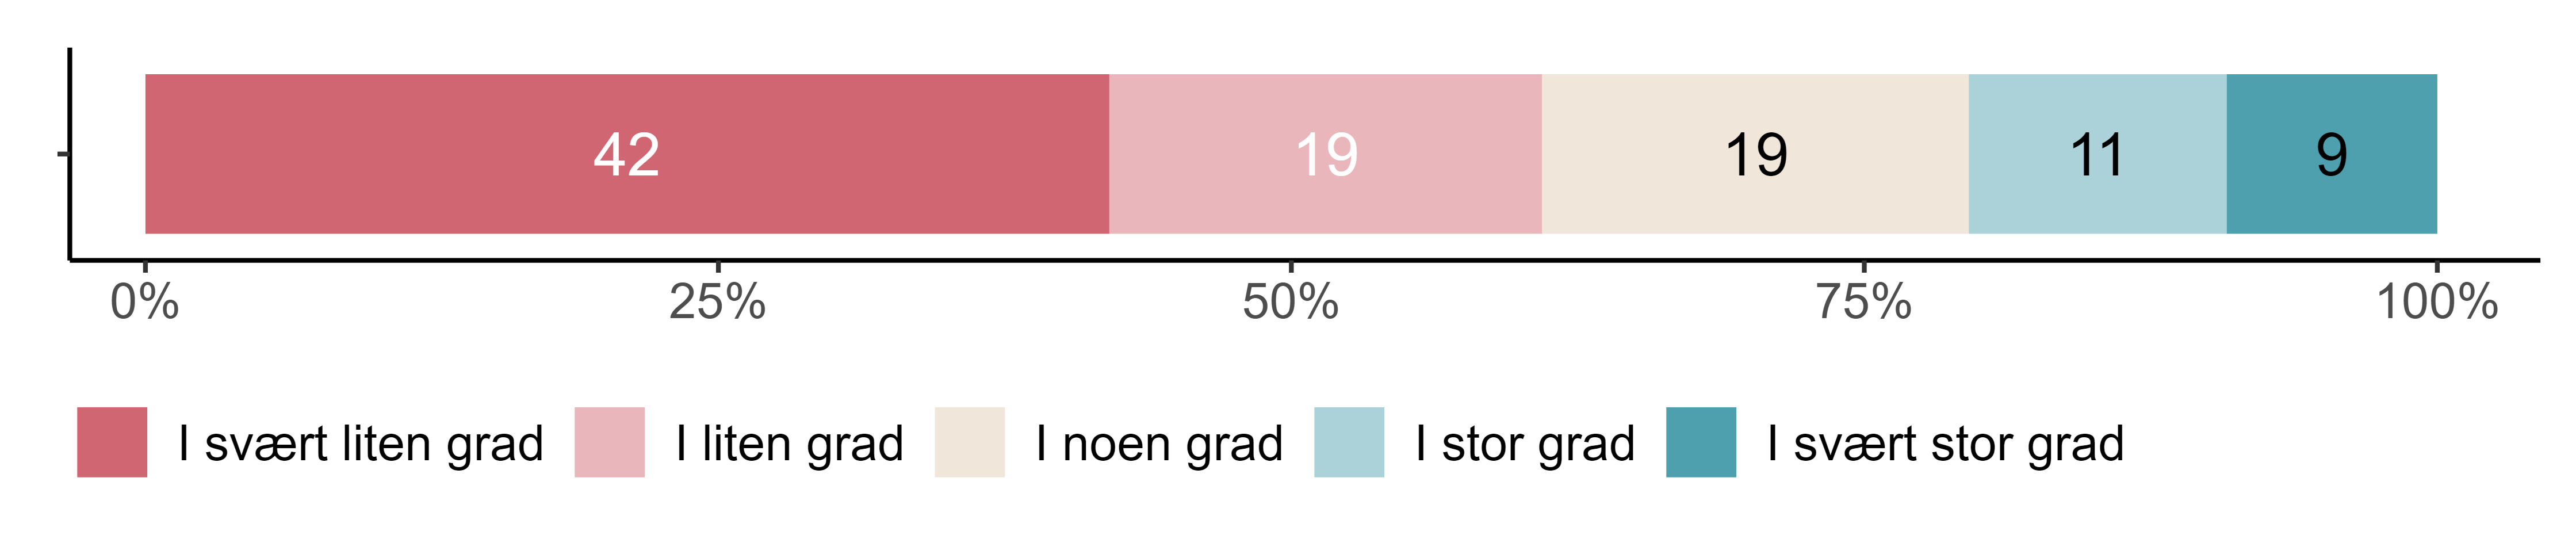 42 19 19 11 9
0% 25% 50% 75% 100%
I svært liten grad I liten grad I noen grad I stor grad I svært stor grad